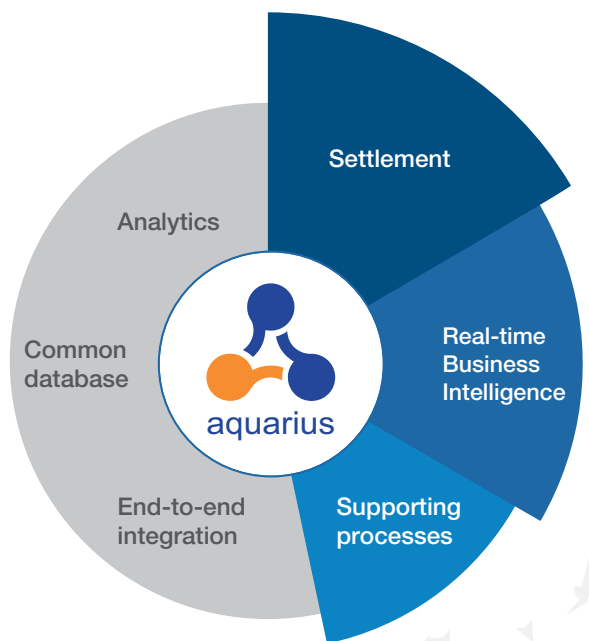 Settlement
Analytics
Real-time
Business
Intelligence
Common
database
aquarius
End-to-end
integration
Supporting
processes